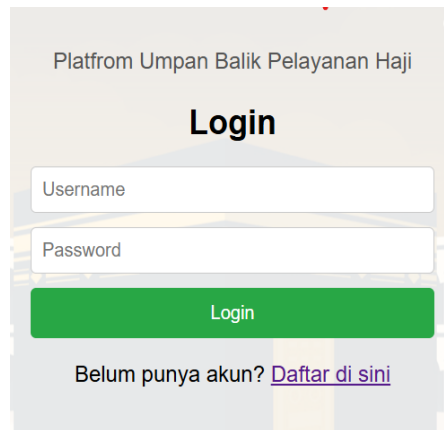 Platfrom Umpan Balik Pelayanan Haji
Login
Username
Password
Login
Belum punya akun? Daftar di sini